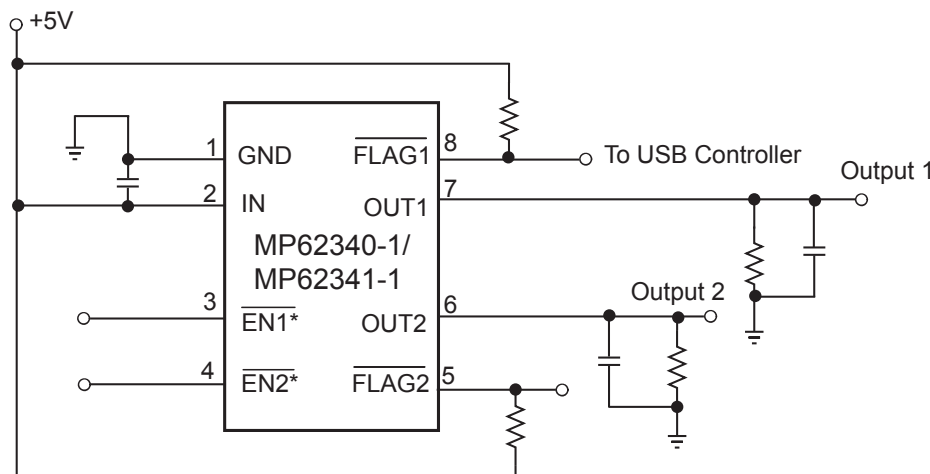 +5V
1
GND
FLAG1
8
To USB Controller
2
IN
OUT1
7
Output 1
MP62340-1/
MP62341-1
3
EN1*
OUT2
6
Output 2
4
EN2*
FLAG2
5